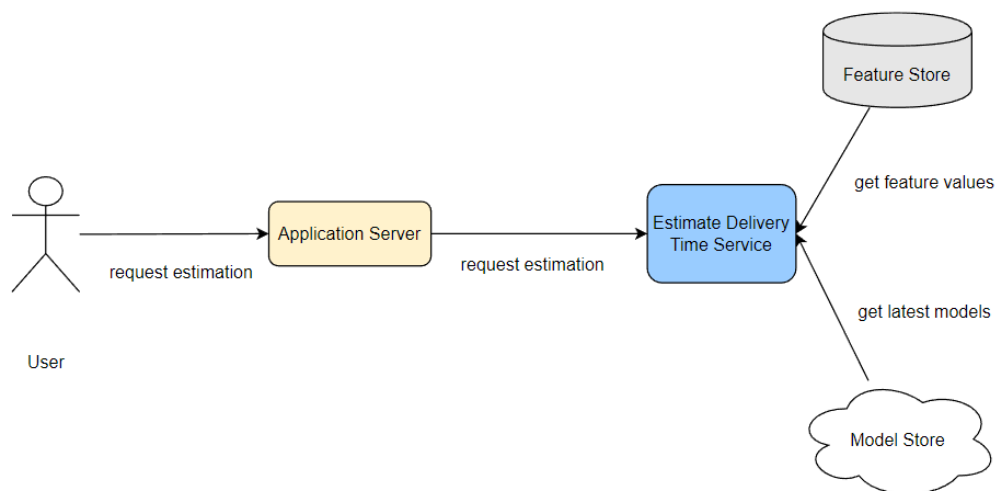 Feature Store
get feature values
Estimate Delivery
Time Service
Application Server
request estimation
request estimation
get latest models
User
Model Store